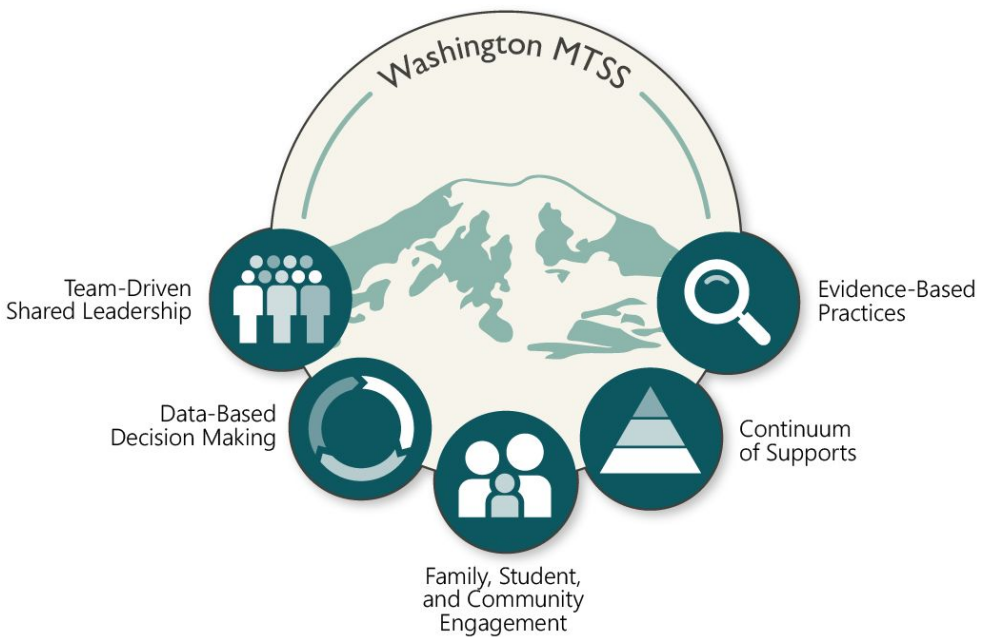 Washington MTSS
Team-Driven
Shared Leadership
Evidence-Based
Practices
Data-Based
Decision Making
Continuum
of Supports
Family, Student,
and Community
Engagement